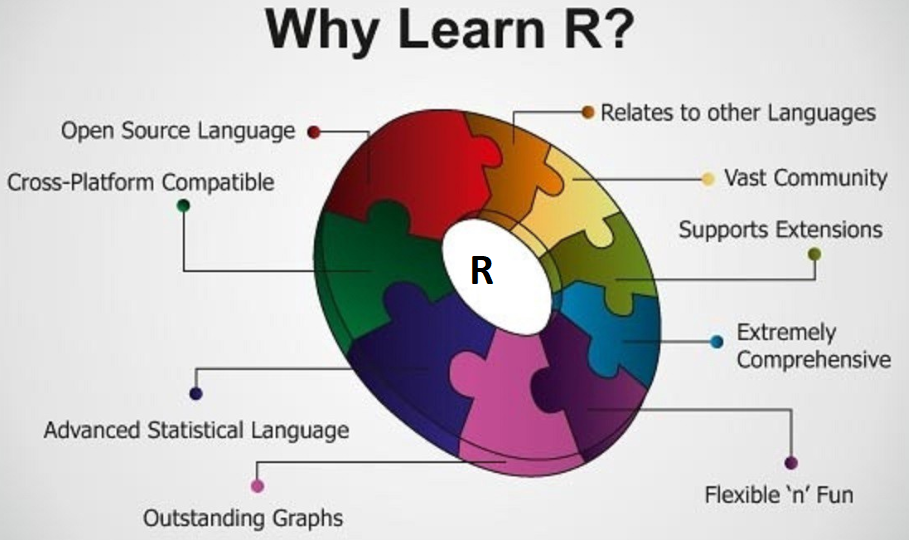 Why Learn R?
Open Source Language
Relates to other Languages
Cross-Platform Compatible
Vast Community
Supports Extensions
R
Extremely
Comprehensive
Advanced Statistical Language
Flexible ‘n’ Fun
Outstanding Graphs